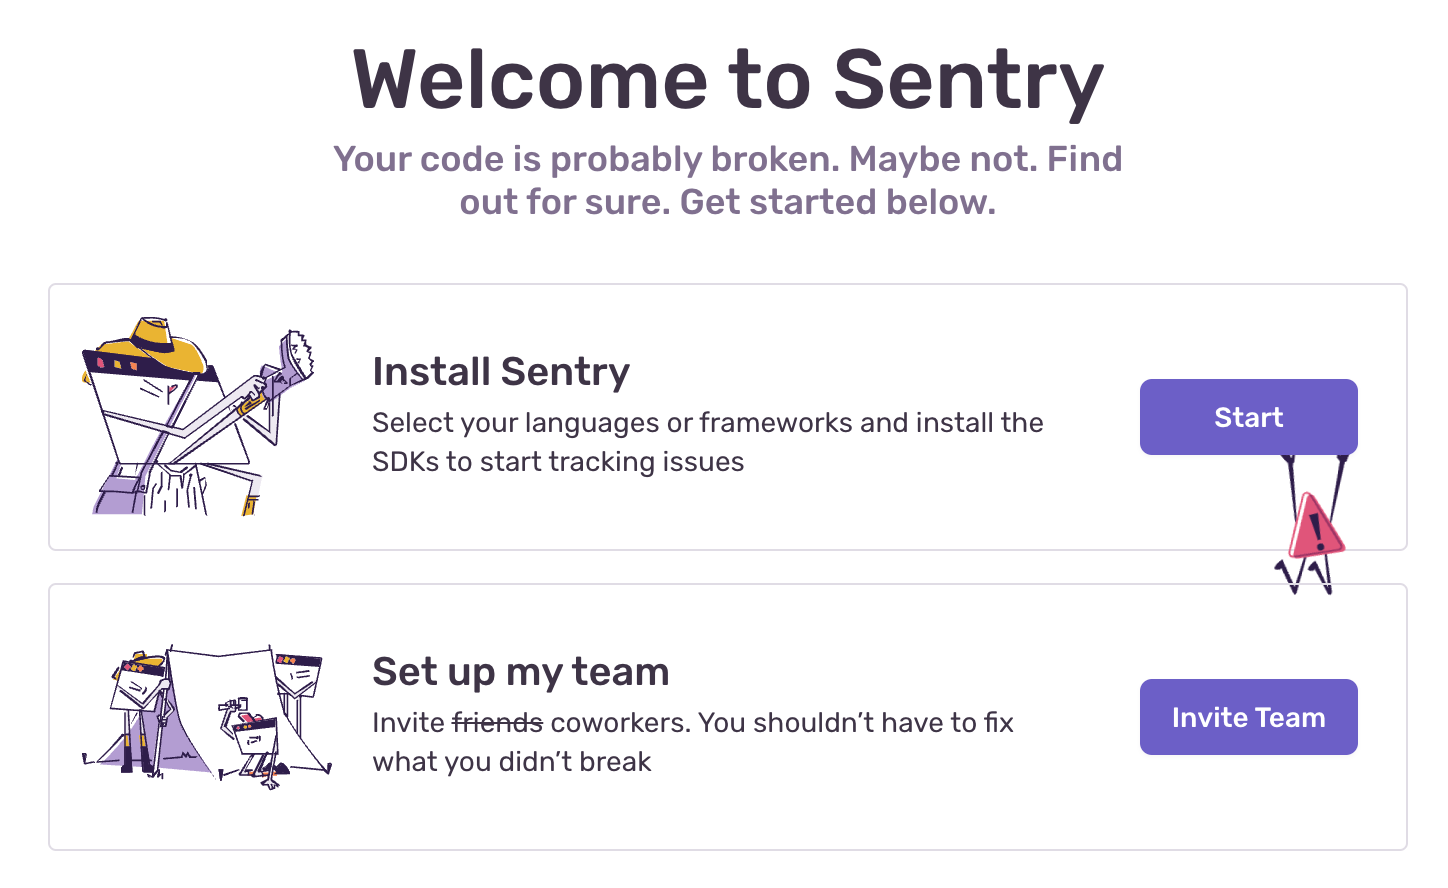 Welcome to Sentry
Your code is probably broken. Maybe not. Find
out for sure. Get started below.
Install Sentry
Select your languages or frameworks and install the
SDKs to start tracking issues
Start
Set up my team
Invite friends coworkers. You shouldn’t have to fix
what you didn’t break
Invite Team